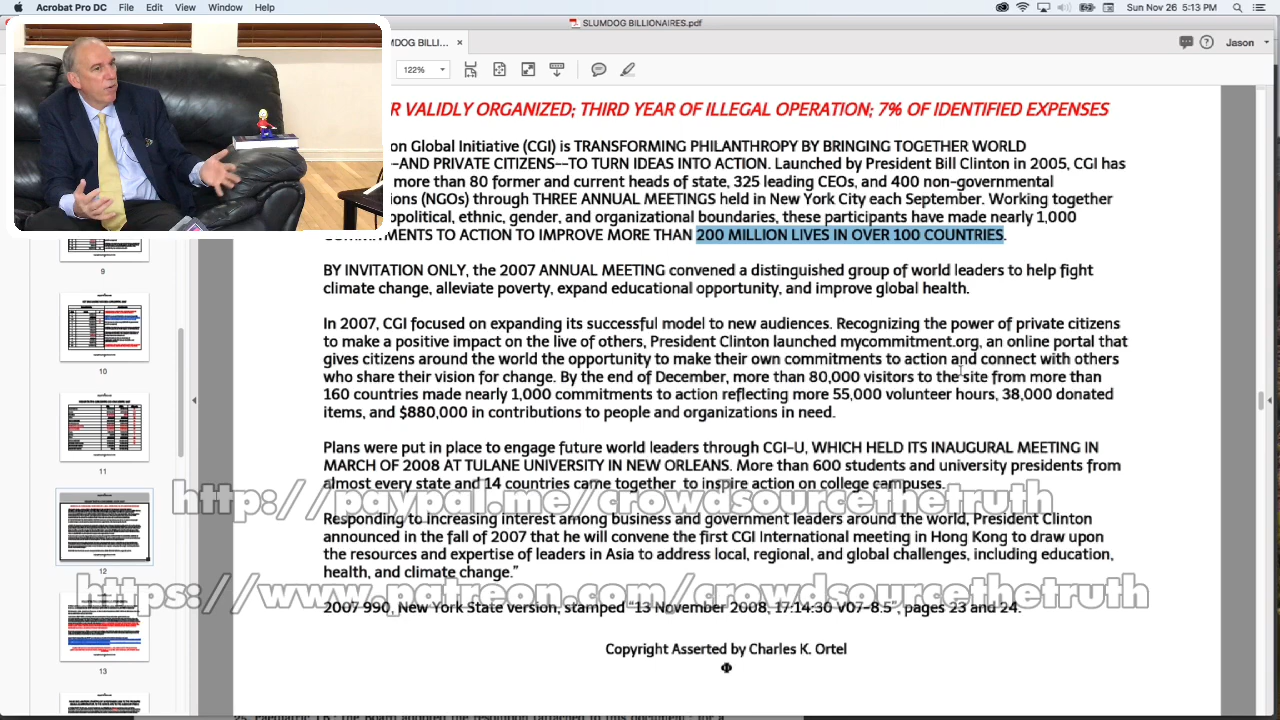 Acrobat Pro DC File Edit View Window Help Sun Nov 26 5:13 PM
SLUMDOG BILLIONAIRES.pdf
MDOG BILLI... × Jason
122%
R VALIDLY ORGANIZED; THIRD YEAR OF ILLEGAL OPERATION; 7% OF IDENTIFIED EXPENSES
on Global Initiative (CGI) is TRANSFORMING PHILANTHROPY BY BRINGING TOGETHER WORLD
--AND PRIVATE CITIZENS--TO TURN IDEAS INTO ACTION. Launched by President Bill Clinton in 2005, CGI has
more than 80 former and current heads of state, 325 leading CEOs, and 400 non-governmental
ions (NGOs) through THREE ANNUAL MEETINGS held in New York City each September. Working together
opolitical, ethnic, gender, and organizational boundaries, these participants have made nearly 1,000
COMMITMENTS TO ACTION TO IMPROVE MORE THAN 200 MILLION LIVES IN OVER 100 COUNTRIES.
BY INVITATION ONLY, the 2007 ANNUAL MEETING convened a distinguished group of world leaders to help fight
climate change, alleviate poverty, expand educational opportunity, and improve global health.
In 2007, CGI focused on expanding its successful model to new audiences. Recognizing the power of private citizens
to make a positive impact on the live of others, President Clinton launched mycommitment.org, an online portal that
gives citizens around the world the opportunity to make their own commitments to action and connect with others
who share their vision for change. By the end of December, more than 80,000 visitors to the site from more than
160 countries made nearly 1,000 commitments to action reflecting some 55,000 volunteer hours, 38,000 donated
items, and $880,000 in contributions to people and organizations in need.
Plans were put in place to engage future world leaders through CGI-U, WHICH HELD ITS INAUGURAL MEETING IN
MARCH OF 2008 AT TULANE UNIVERSITY IN NEW ORLEANS. More than 600 students and university presidents from
almost every state and 14 countries came together to inspire action on college campuses.
http://paypal.me/crowdsourcethetruth
Responding to increasing interest among business and government leaders around the world, President Clinton
announced in the fall of 2007 that he will convene the first CGI International meeting in Hong Kong to draw upon
the resources and expertise of leaders in Asia to address local, regional, and global challenges, including education,
health, and climate change."
https://www.patreon.com/crowdsourcethetruth
2007 990, New York State version, stamped "13 November 2008, 11:14:30 V07-8.5", pages 23 and 24.
Copyright Asserted by Charles K. Ortel
9
10
11
12
13